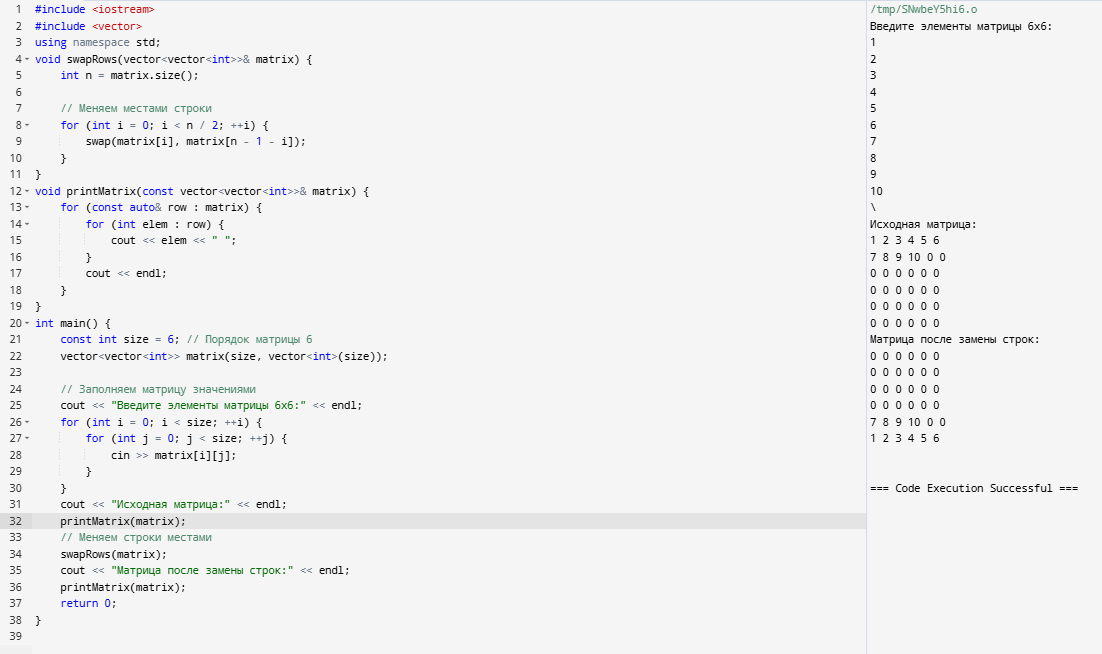 1 #include <iostream>
2 #include <vector>
3 using namespace std;
4 void swapRows(vector<vector<int>>& matrix) {
5     int n = matrix.size();
6
7     // Меняем местами строки
8     for (int i = 0; i < n / 2; ++i) {
9         swap(matrix[i], matrix[n - 1 - i]);
10     }
11 }
12 void printMatrix(const vector<vector<int>>& matrix) {
13     for (const auto& row : matrix) {
14         for (int elem : row) {
15             cout << elem << " ";
16         }
17         cout << endl;
18     }
19 }
20 int main() {
21     const int size = 6; // Порядок матрицы 6
22     vector<vector<int>> matrix(size, vector<int>(size));
23
24     // Заполняем матрицу значениями
25     cout << "Введите элементы матрицы 6x6:" << endl;
26     for (int i = 0; i < size; ++i) {
27         for (int j = 0; j < size; ++j) {
28             cin >> matrix[i][j];
29         }
30     }
31     cout << "Исходная матрица:" << endl;
32     printMatrix(matrix);
33     // Меняем строки местами
34     swapRows(matrix);
35     cout << "Матрица после замены строк:" << endl;
36     printMatrix(matrix);
37     return 0;
38 }
39
/tmp/SNwbeY5hi6.o
Введите элементы матрицы 6x6:
1
2
3
4
5
6
7
8
9
10
\
Исходная матрица:
1 2 3 4 5 6
7 8 9 10 0 0
0 0 0 0 0 0
0 0 0 0 0 0
0 0 0 0 0 0
0 0 0 0 0 0
Матрица после замены строк:
0 0 0 0 0 0
0 0 0 0 0 0
0 0 0 0 0 0
0 0 0 0 0 0
7 8 9 10 0 0
1 2 3 4 5 6
=== Code Execution Successful ===